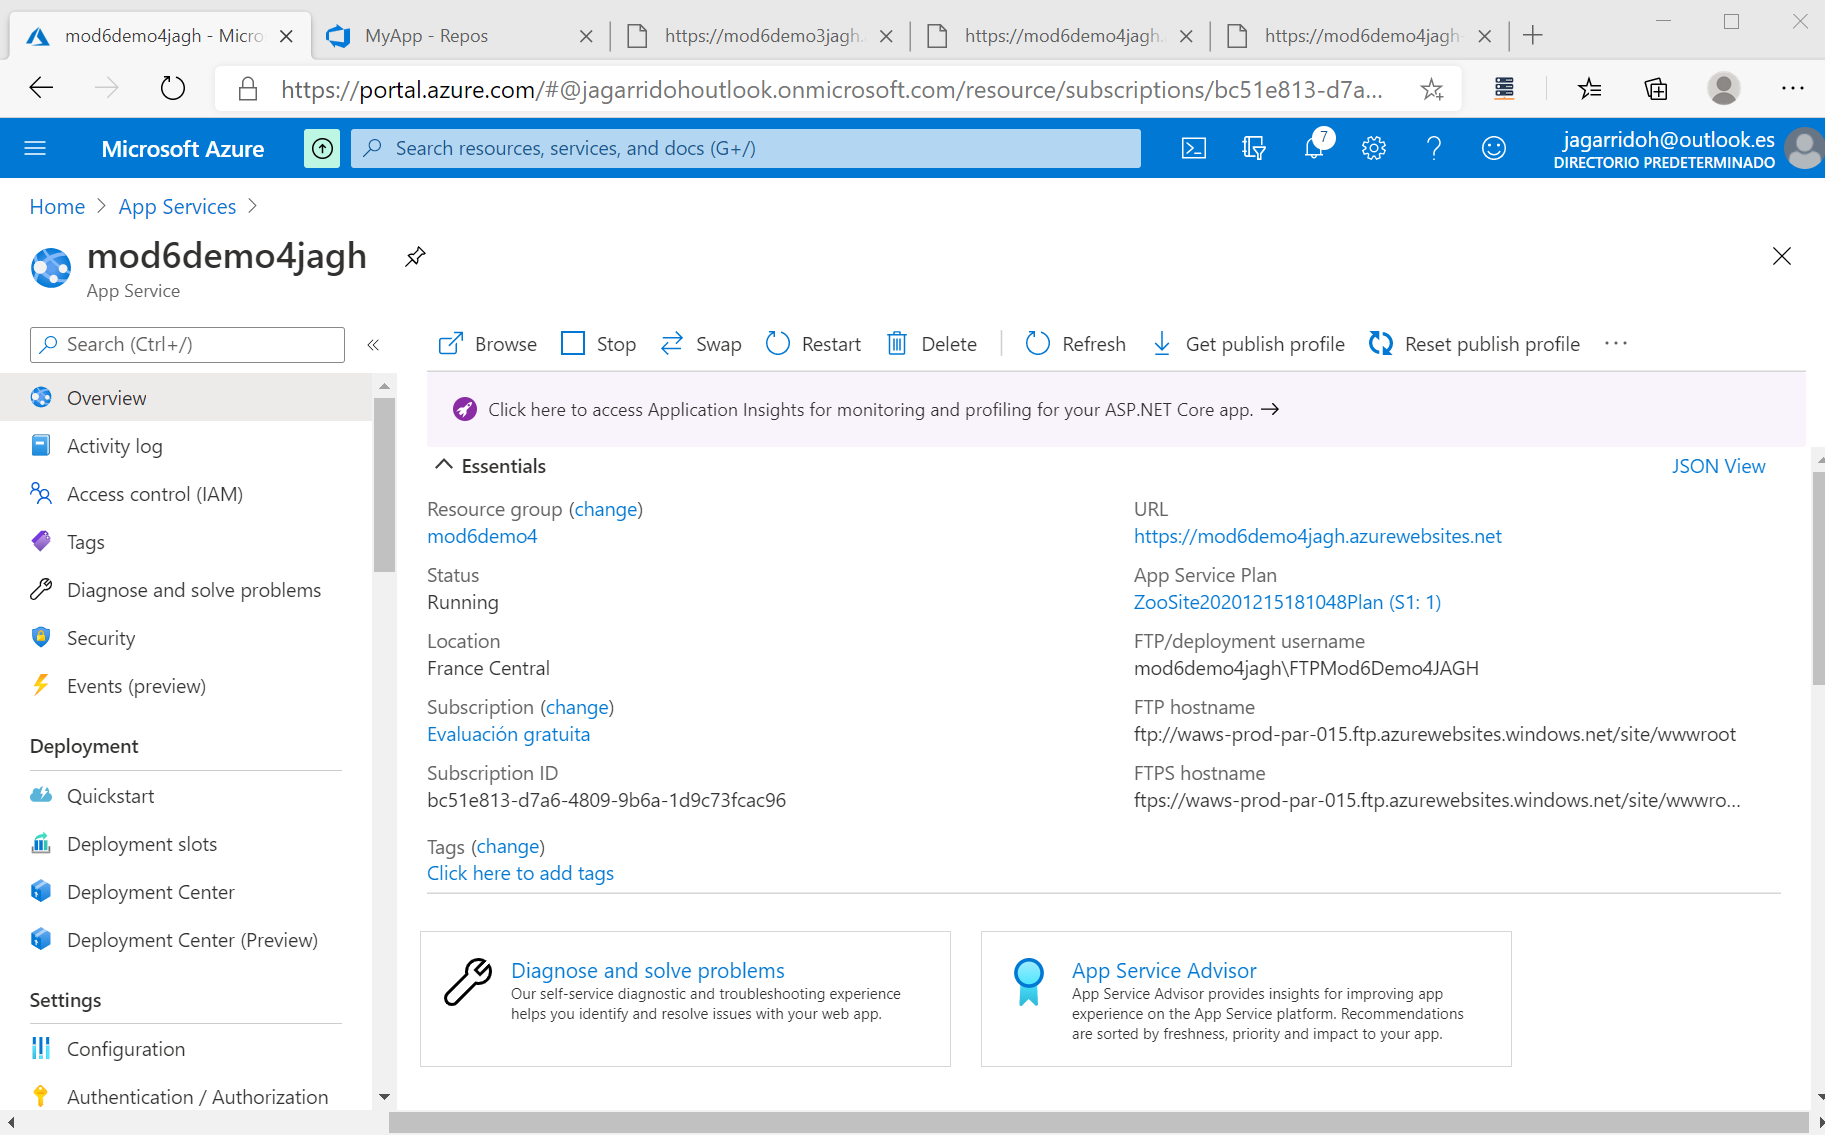 mod6demo4jagh - Micro
MyApp - Repos
https://mod6demo3jagh.
https://mod6demo4jagh.
https://mod6demo4jagh-
https://portal.azure.com/#@jagarridohoutlook.onmicrosoft.com/resource/subscriptions/bc51e813-d7a...
Microsoft Azure
Search resources, services, and docs (G+/)
7
jagarridoh@outlook.es
DIRECTORIO PREDETERMINADO
Home > App Services >
mod6demo4jagh
App Service
Search (Ctrl+/)
«
Browse
Stop
Swap
Restart
Delete
Refresh
Get publish profile
Reset publish profile
...
Overview
Activity log
Access control (IAM)
Tags
Diagnose and solve problems
Security
Events (preview)
Deployment
Quickstart
Deployment slots
Deployment Center
Deployment Center (Preview)
Settings
Configuration
Authentication / Authorization
Click here to access Application Insights for monitoring and profiling for your ASP.NET Core app. →
Essentials
JSON View
Resource group (change)
mod6demo4
Status
Running
Location
France Central
Subscription (change)
Evaluación gratuita
Subscription ID
bc51e813-d7a6-4809-9b6a-1d9c73fcac96
Tags (change)
Click here to add tags
URL
https://mod6demo4jagh.azurewebsites.net
App Service Plan
ZooSite20201215181048Plan (S1: 1)
FTP/deployment username
mod6demo4jagh\FTPMod6Demo4JAGH
FTP hostname
ftp://waws-prod-par-015.ftp.azurewebsites.windows.net/site/wwwroot
FTPS hostname
ftps://waws-prod-par-015.ftp.azurewebsites.windows.net/site/wwwro...
Diagnose and solve problems
Our self-service diagnostic and troubleshooting experience
helps you identify and resolve issues with your web app.
App Service Advisor
App Service Advisor provides insights for improving app
experience on the App Service platform. Recommendations
are sorted by freshness, priority and impact to your app.